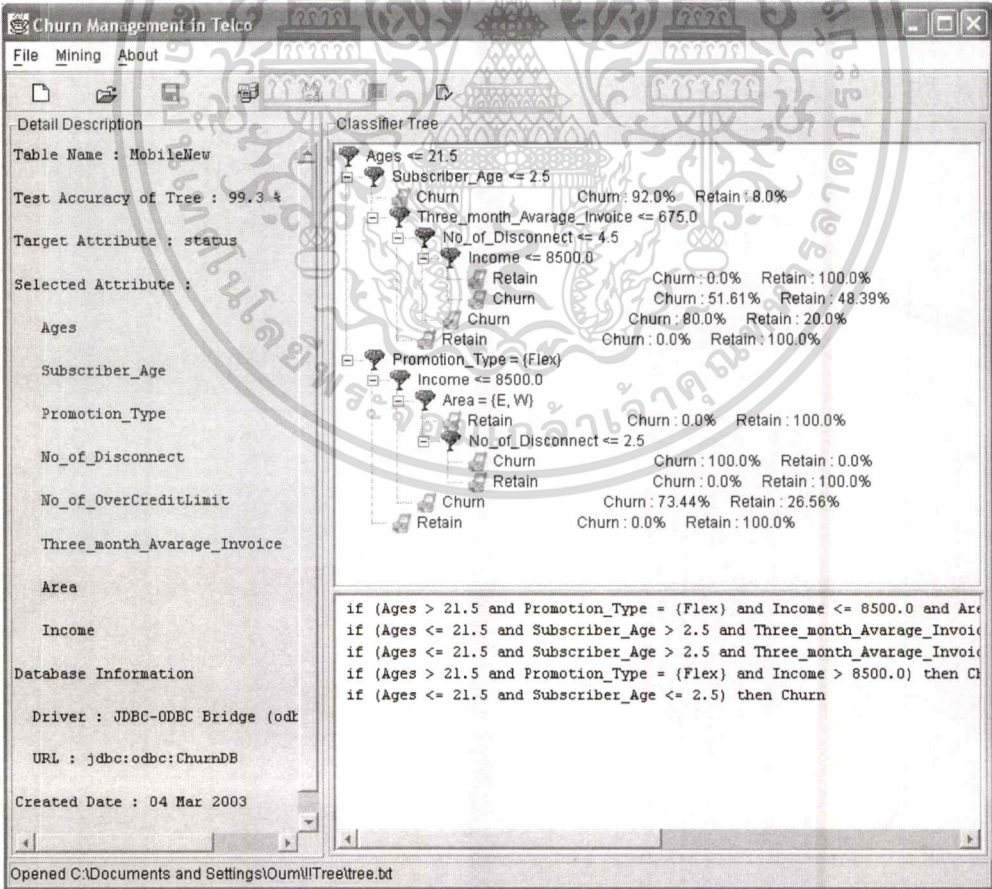 Churn Management in Telco
File Mining About
Detail Description
Table Name : MobileNew
Test Accuracy of Tree : 99.3 %
Target Attribute : status
Selected Attribute :
Ages
Subscriber_Age
Promotion_Type
No_of_Disconnect
No_of_OverCreditLimit
Three_month_Avarage_Invoice
Area
Income
Database Information
Driver : JDBC-ODBC Bridge (odb
URL : jdbc:odbc:ChurnDB
Created Date : 04 Mar 2003
Classifier Tree
Ages <= 21.5
Subscriber_Age <= 2.5
Churn Churn : 92.0% Retain : 8.0%
Three_month_Avarage_Invoice <= 675.0
No_of_Disconnect <= 4.5
Income <= 8500.0
Retain Churn : 0.0% Retain : 100.0%
Churn Churn : 51.61% Retain : 48.39%
Churn Churn : 80.0% Retain : 20.0%
Retain Churn : 0.0% Retain : 100.0%
Promotion_Type = {Flex}
Income <= 8500.0
Area = {E, W}
Retain Churn : 0.0% Retain : 100.0%
No_of_Disconnect <= 2.5
Churn Churn : 100.0% Retain : 0.0%
Retain Churn : 0.0% Retain : 100.0%
Churn Churn : 73.44% Retain : 26.56%
Retain Churn : 0.0% Retain : 100.0%
if (Ages > 21.5 and Promotion_Type = {Flex} and Income <= 8500.0 and Are
if (Ages <= 21.5 and Subscriber_Age > 2.5 and Three_month_Avarage_Invoic
if (Ages <= 21.5 and Subscriber_Age > 2.5 and Three_month_Avarage_Invoic
if (Ages > 21.5 and Promotion_Type = {Flex} and Income > 8500.0) then Ch
if (Ages <= 21.5 and Subscriber_Age <= 2.5) then Churn
Opened C:\Documents and Settings\Oum\!!Tree\tree.txt